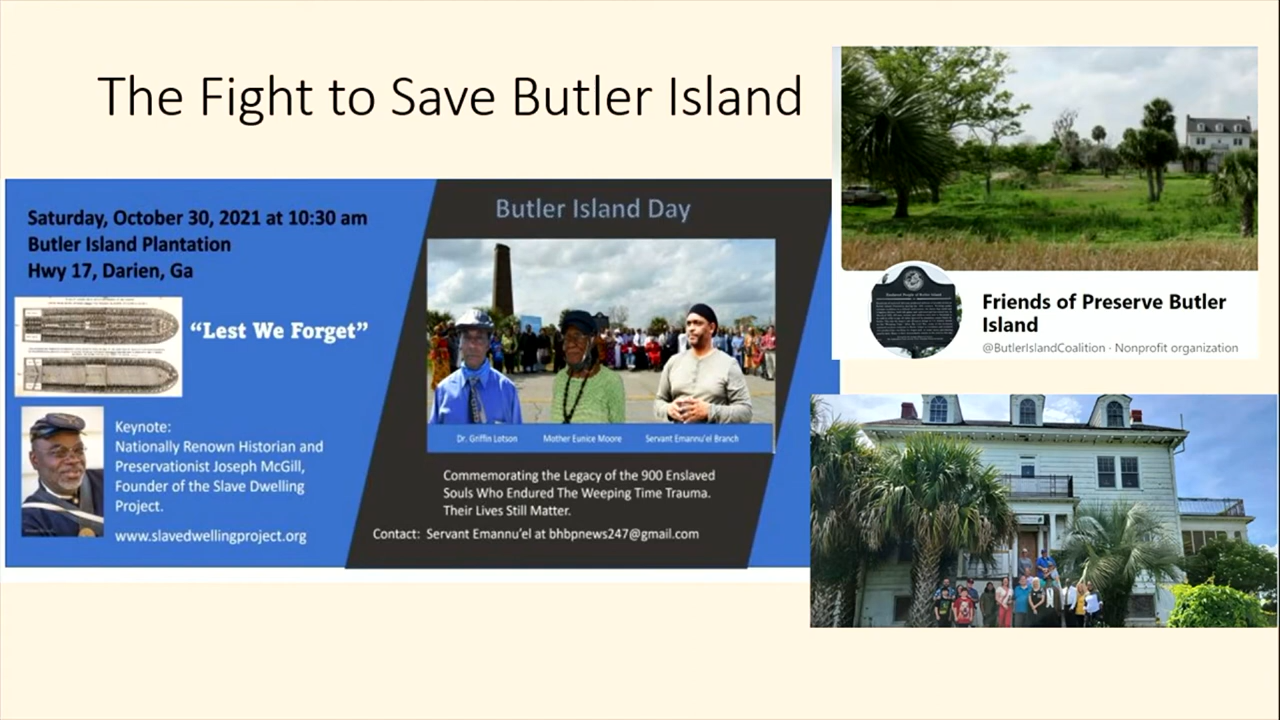 The Fight to Save Butler Island
Saturday, October 30, 2021 at 10:30 am
Butler Island Plantation
Hwy 17, Darien, Ga
“Lest We Forget”
Keynote:
Nationally Renown Historian and
Preservationist Joseph McGill,
Founder of the Slave Dwelling
Project.
www.slavedwellingproject.org
Butler Island Day
Dr. Griffin Lotson
Mother Eunice Moore
Servant Emannu'el Branch
Commemorating the Legacy of the 900 Enslaved
Souls Who Endured The Weeping Time Trauma.
Their Lives Still Matter.
Contact: Servant Emannu’el at bhbpnews247@gmail.com
Friends of Preserve Butler
Island
@ButlerIslandCoalition · Nonprofit organization